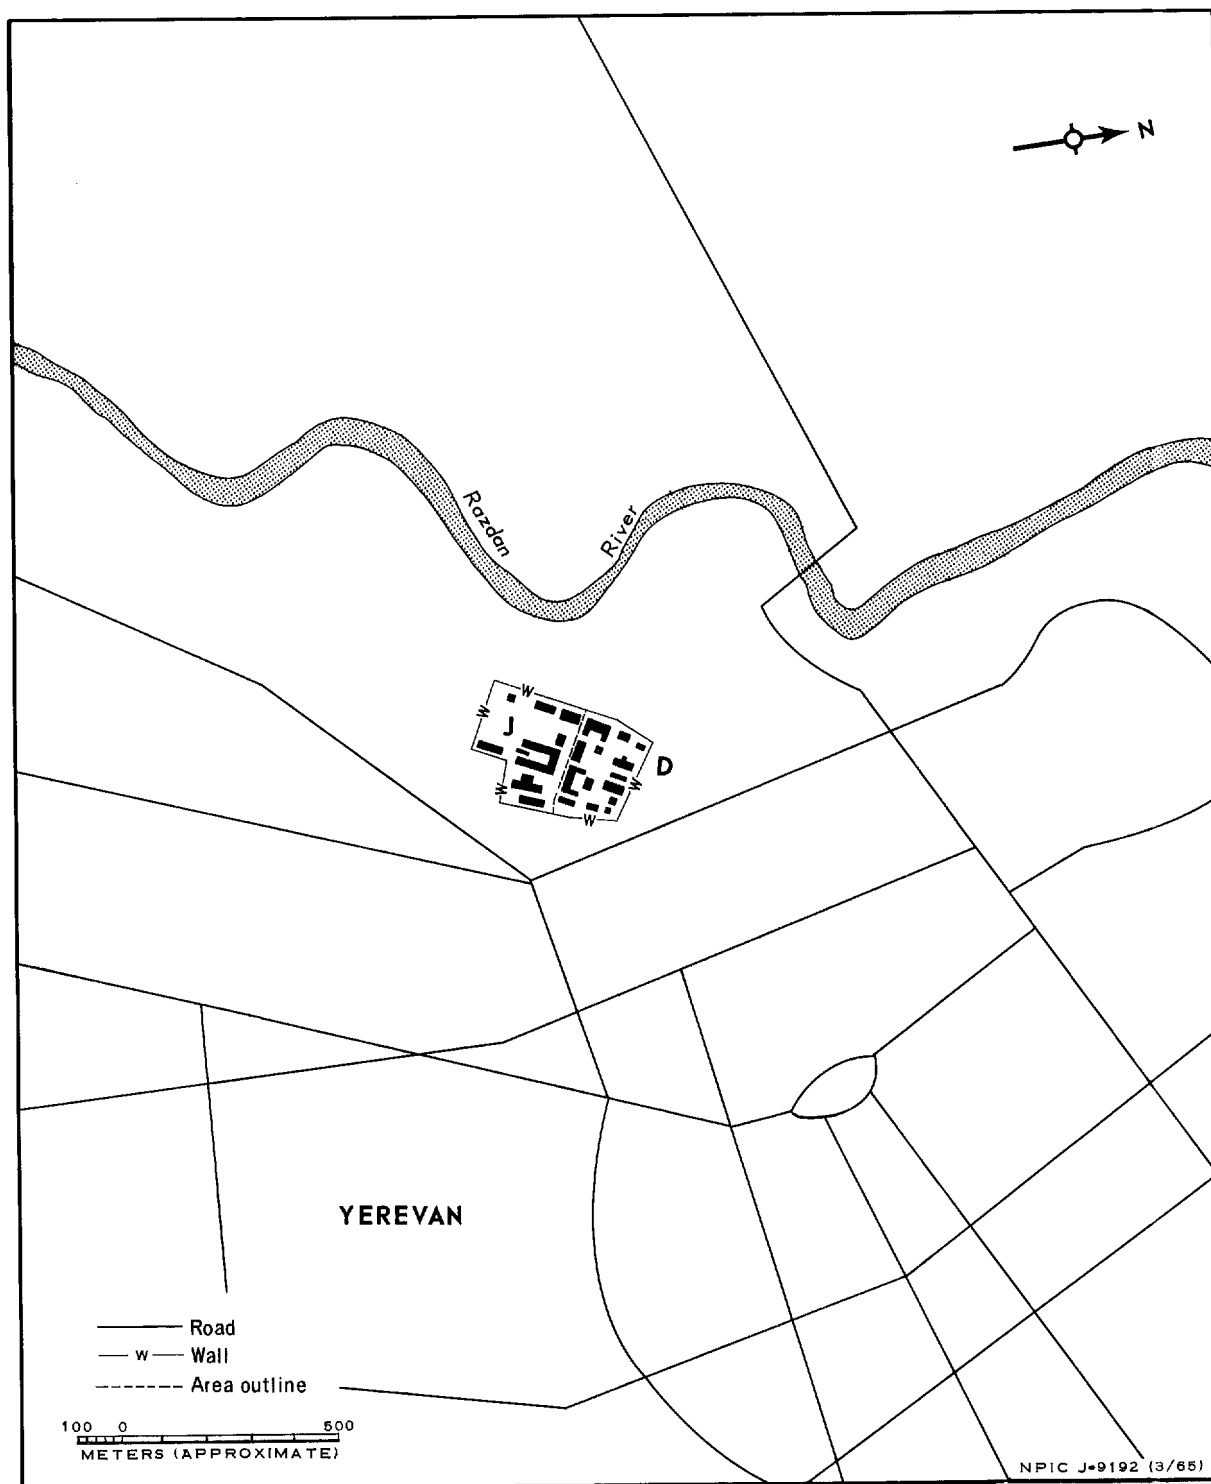 N
Razdan
River
W
W
J
D
W
W
W
YEREVAN
Road
W Wall
Area outline
100 0 500
METERS (APPROXIMATE)
NPIC J-9192 (3/65)